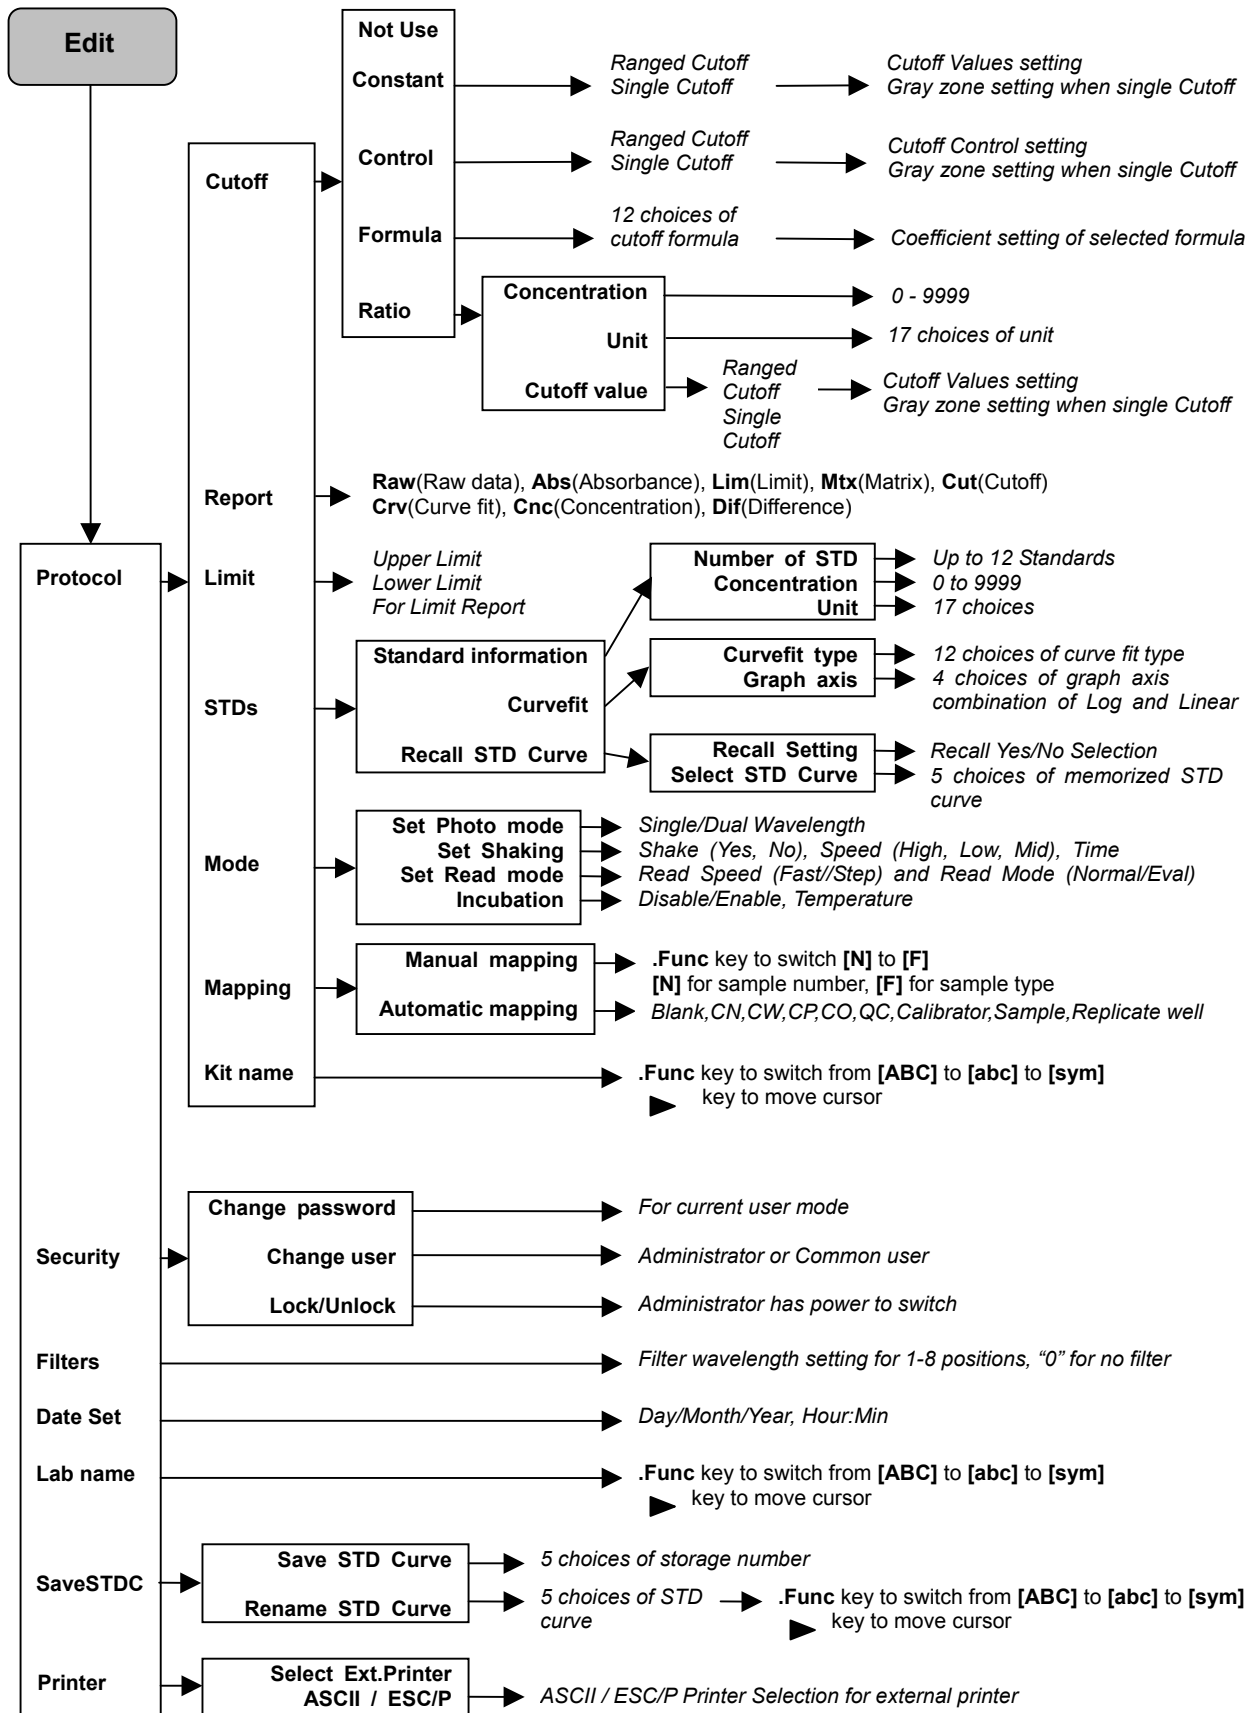 Edit
Not Use
Constant
Ranged Cutoff
Single Cutoff
Cutoff Values setting
Gray zone setting when single Cutoff
Control
Ranged Cutoff
Single Cutoff
Cutoff Control setting
Gray zone setting when single Cutoff
Cutoff
Formula
12 choices of
cutoff formula
Coefficient setting of selected formula
Ratio
Concentration
0 - 9999
Unit
17 choices of unit
Cutoff value
Ranged
Cutoff
Single
Cutoff
Cutoff Values setting
Gray zone setting when single Cutoff
Report
Raw(Raw data), Abs(Absorbance), Lim(Limit), Mtx(Matrix), Cut(Cutoff)
Crv(Curve fit), Cnc(Concentration), Dif(Difference)
Protocol
Limit
Upper Limit
Lower Limit
For Limit Report
Number of STD
Up to 12 Standards
Concentration
0 to 9999
Unit
17 choices
STDs
Standard information
Curvefit
Recall STD Curve
Curvefit type
12 choices of curve fit type
Graph axis
4 choices of graph axis
combination of Log and Linear
Recall Setting
Recall Yes/No Selection
Select STD Curve
5 choices of memorized STD
curve
Mode
Set Photo mode
Single/Dual Wavelength
Set Shaking
Shake (Yes, No), Speed (High, Low, Mid), Time
Set Read mode
Read Speed (Fast//Step) and Read Mode (Normal/Eval)
Incubation
Disable/Enable, Temperature
Mapping
Manual mapping
.Func key to switch [N] to [F]
[N] for sample number, [F] for sample type
Automatic mapping
Blank,CN,CW,CP,CO,QC,Calibrator,Sample,Replicate well
Kit name
.Func key to switch from [ABC] to [abc] to [sym]
key to move cursor
Security
Change password
For current user mode
Change user
Administrator or Common user
Lock/Unlock
Administrator has power to switch
Filters
Filter wavelength setting for 1-8 positions, “0” for no filter
Date Set
Day/Month/Year, Hour:Min
Lab name
.Func key to switch from [ABC] to [abc] to [sym]
key to move cursor
SaveSTDC
Save STD Curve
5 choices of storage number
Rename STD Curve
5 choices of STD
curve
.Func key to switch from [ABC] to [abc] to [sym]
key to move cursor
Printer
Select Ext.Printer
ASCII / ESC/P
ASCII / ESC/P Printer Selection for external printer